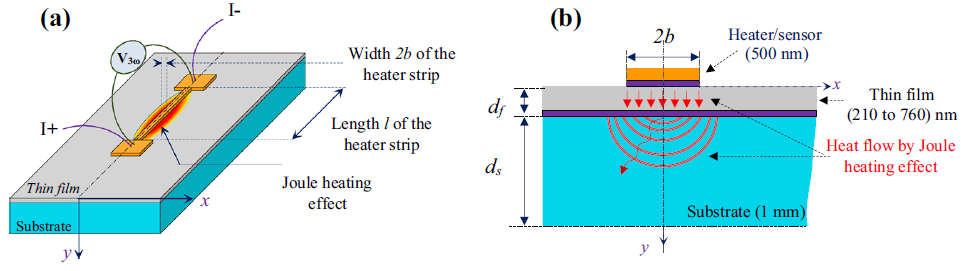 (a)
I-
V3ω
Width 2b of the
heater strip
I+
Length l of the
heater strip
Joule heating
effect
Thin film
x
Substrate
y
(b)
2b
Heater/sensor
(500 nm)
x
df
Thin film
(210 to 760) nm
Heat flow by Joule
heating effect
ds
Substrate (1 mm)
y